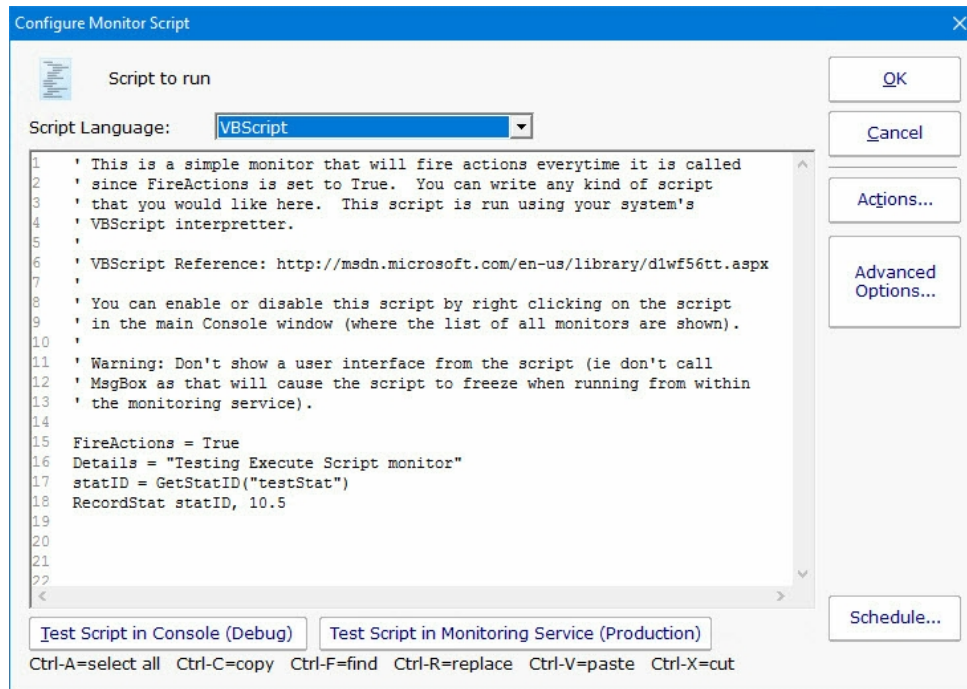 Configure Monitor Script
Script to run
Script Language: VBScript
1 ' This is a simple monitor that will fire actions everytime it is called
2 ' since FireActions is set to True.  You can write any kind of script
3 ' that you would like here.  This script is run using your system's
4 ' VBScript interpretter.
5 '
6 ' VBScript Reference: http://msdn.microsoft.com/en-us/library/d1wf56tt.aspx
7 '
8 ' You can enable or disable this script by right clicking on the script
9 ' in the main Console window (where the list of all monitors are shown).
10 '
11 ' Warning: Don't show a user interface from the script (ie don't call
12 ' MsgBox as that will cause the script to freeze when running from within
13 ' the monitoring service).
14
15 FireActions = True
16 Details = "Testing Execute Script monitor"
17 statID = GetStatID("testStat")
18 RecordStat statID, 10.5
19
20
21
22
OK
Cancel
Actions...
Advanced
Options...
Schedule...
Test Script in Console (Debug) Test Script in Monitoring Service (Production)
Ctrl-A=select all Ctrl-C=copy Ctrl-F=find Ctrl-R=replace Ctrl-V=paste Ctrl-X=cut